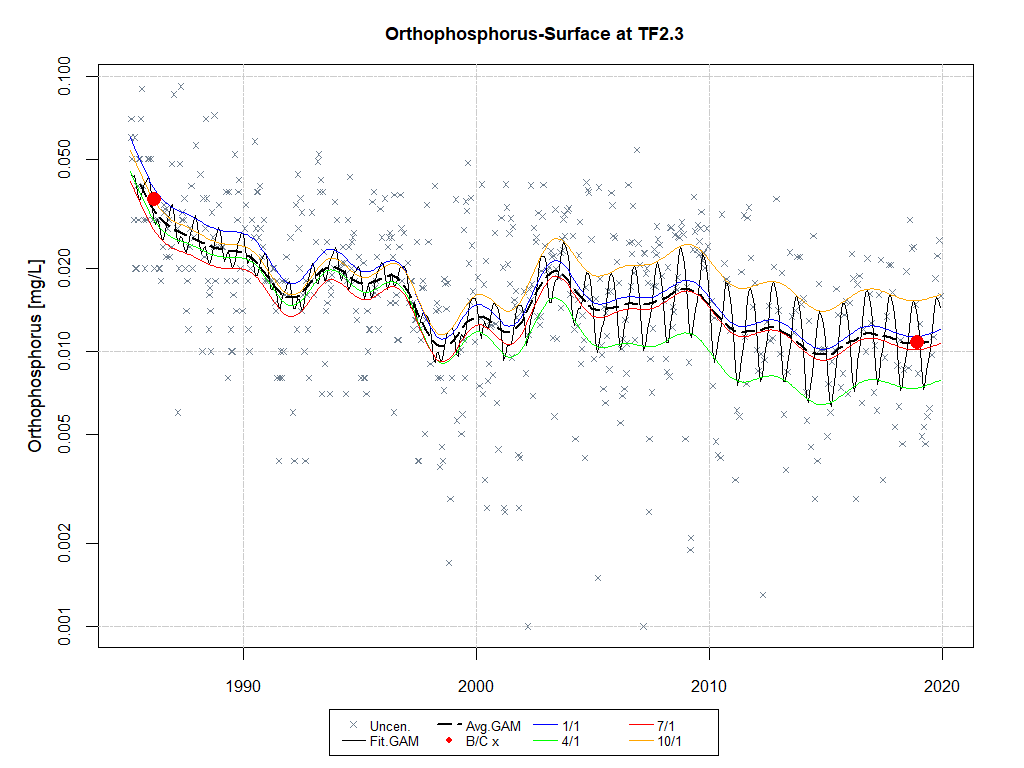 Orthophosphorus-Surface at TF2.3
Orthophosphorus [mg/L]
0.100
0.050
0.020
0.010
0.005
0.002
0.001
1990 2000 2010 2020
Uncen. Avg.GAM 1/1 7/1
Fit.GAM B/C x 4/1 10/1